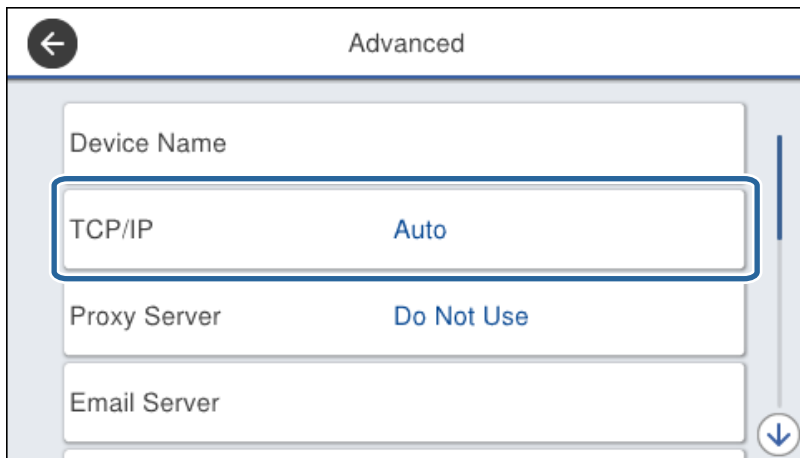 Advanced
Device Name
TCP/IP Auto
Proxy Server Do Not Use
Email Server